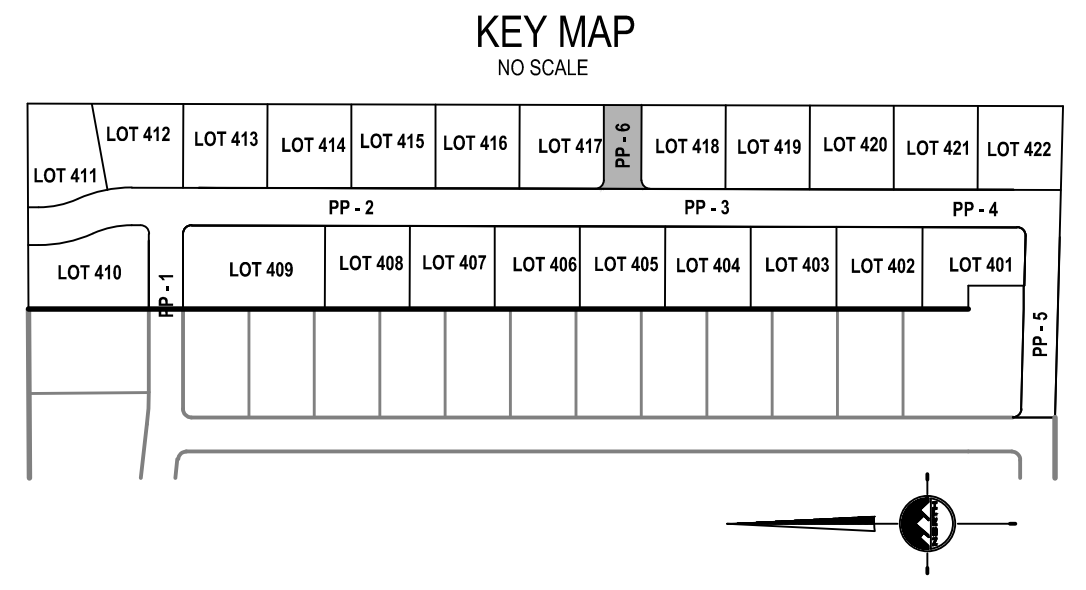 KEY MAP
NO SCALE
LOT 411
LOT 412
LOT 413
LOT 414
LOT 415
LOT 416
LOT 417
PP - 6
LOT 418
LOT 419
LOT 420
LOT 421
LOT 422
PP - 2
PP - 3
PP - 4
LOT 410
PP - 1
LOT 409
LOT 408
LOT 407
LOT 406
LOT 405
LOT 404
LOT 403
LOT 402
LOT 401
PP - 5
NORTH